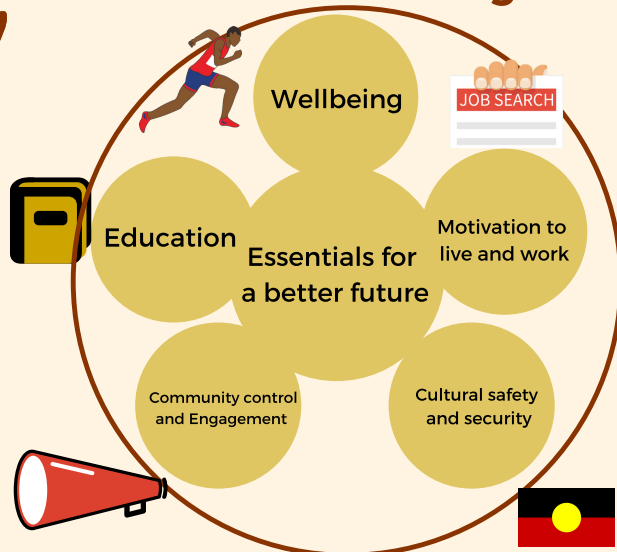 Wellbeing
JOB SEARCH
Education
Motivation to
live and work
Essentials for
a better future
Community control
and Engagement
Cultural safety
and security